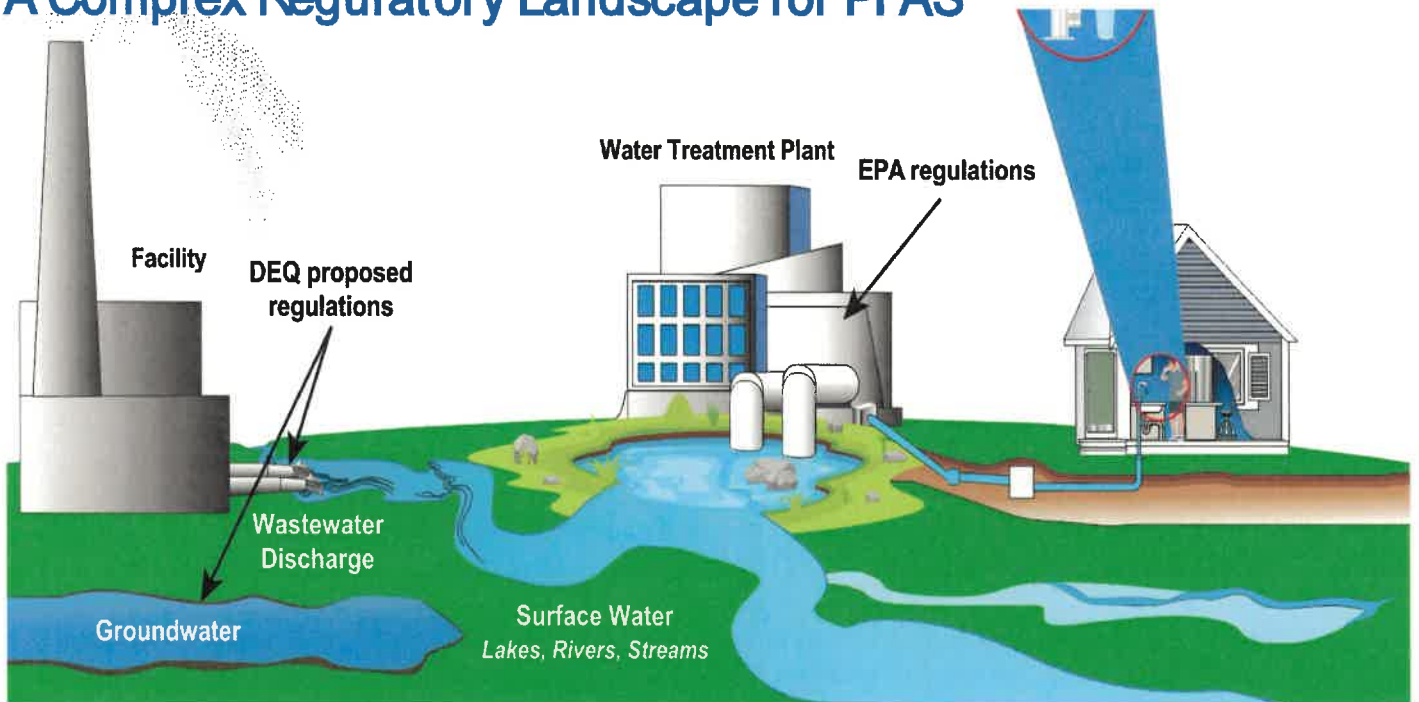 A Complex Regulatory Landscape for PFAS
Water Treatment Plant
EPA regulations
Facility
DEQ proposed
regulations
Wastewater
Discharge
Groundwater
Surface Water
Lakes, Rivers, Streams